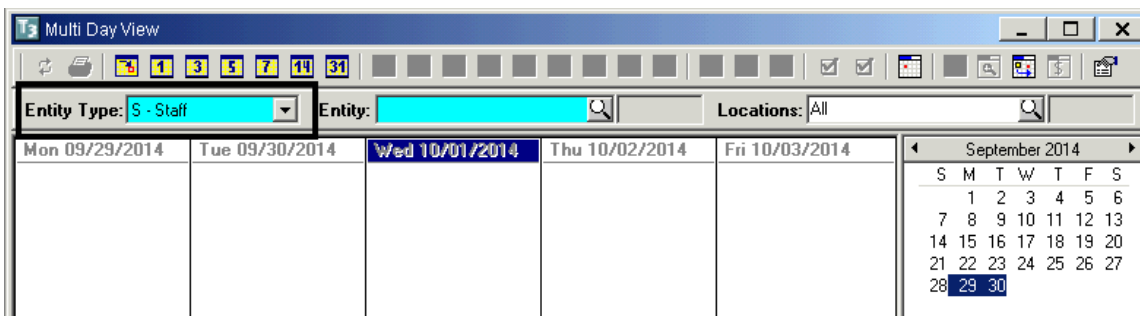 T3 Multi Day View
1 3 5 7 14 31
Entity Type: S - Staff Entity: Locations: All
Mon 09/29/2014 Tue 09/30/2014 Wed 10/01/2014 Thu 10/02/2014 Fri 10/03/2014
September 2014
S M T W T F S
1 2 3 4 5 6
7 8 9 10 11 12 13
14 15 16 17 18 19 20
21 22 23 24 25 26 27
28 29 30